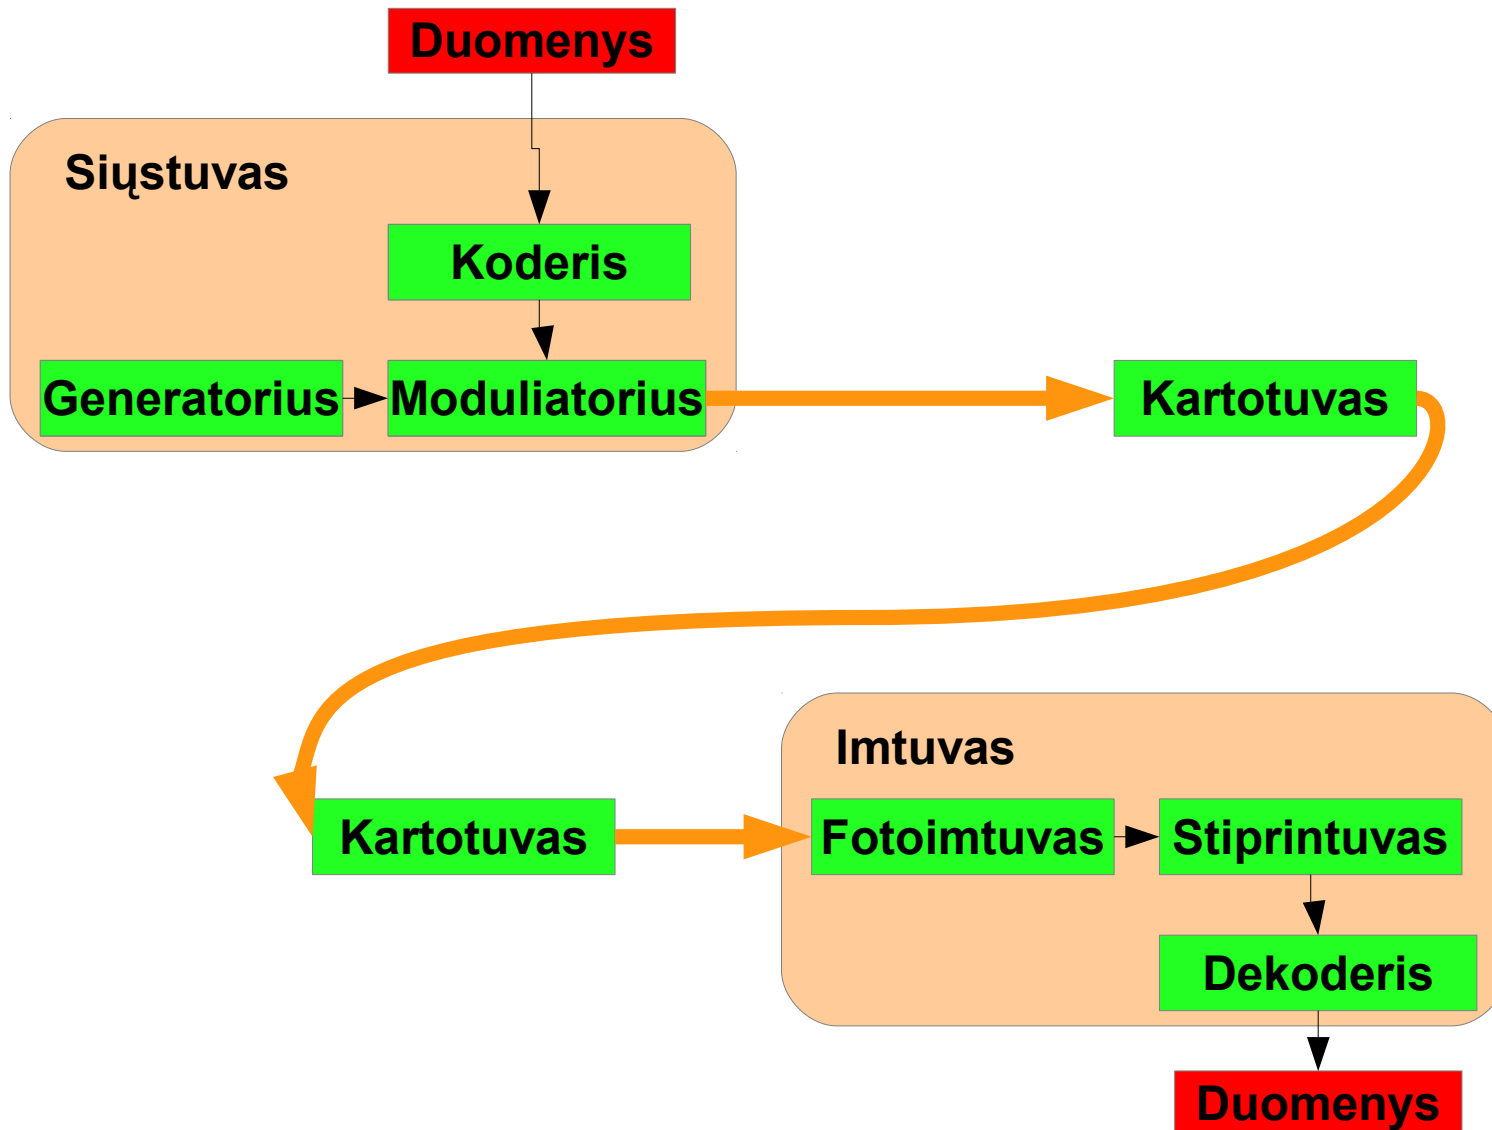 Duomenys
Siųstuvas
Koderis
Generatorius
Moduliatorius
Kartotuvas
Imtuvas
Kartotuvas
Fotoimtuvas
Stiprintuvas
Dekoderis
Duomenys